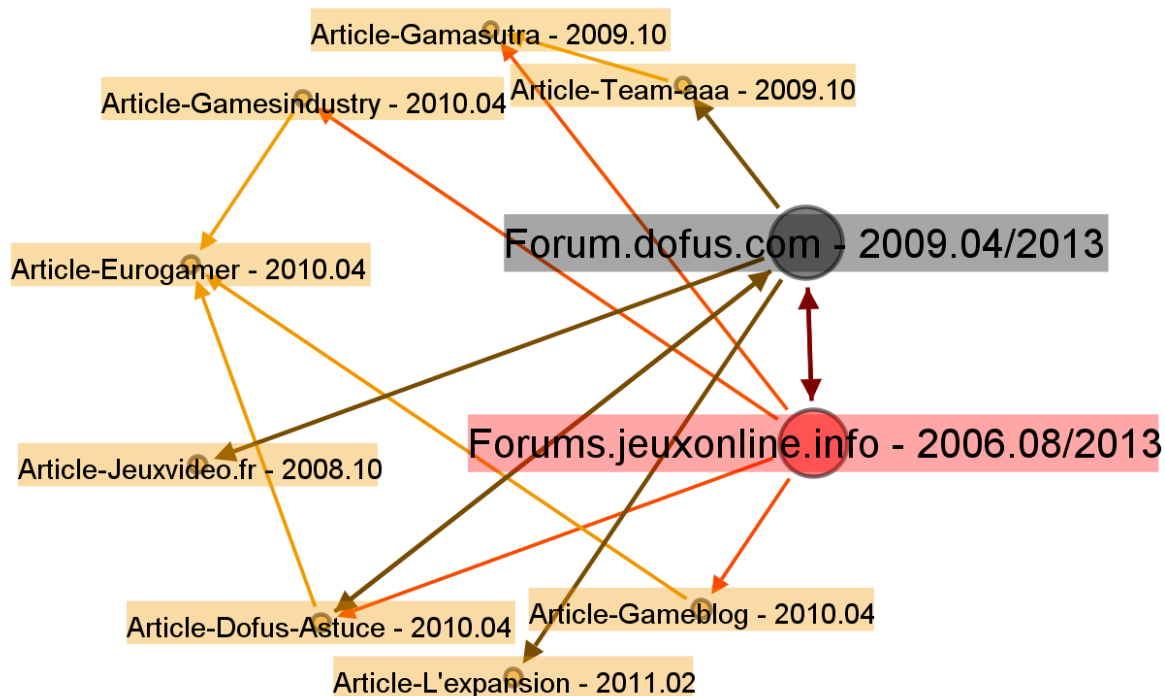 Article-Gamasutra - 2009.10
Article-Team-aaa - 2009.10
Article-Gamesindustry - 2010.04
Forum.dofus.com - 2009.04/2013
Article-Eurogamer - 2010.04
Forums.jeuxonline.info - 2006.08/2013
Article-Jeuxvideo.fr - 2008.10
Article-Gameblog - 2010.04
Article-Dofus-Astuce - 2010.04
Article-L'expansion - 2011.02